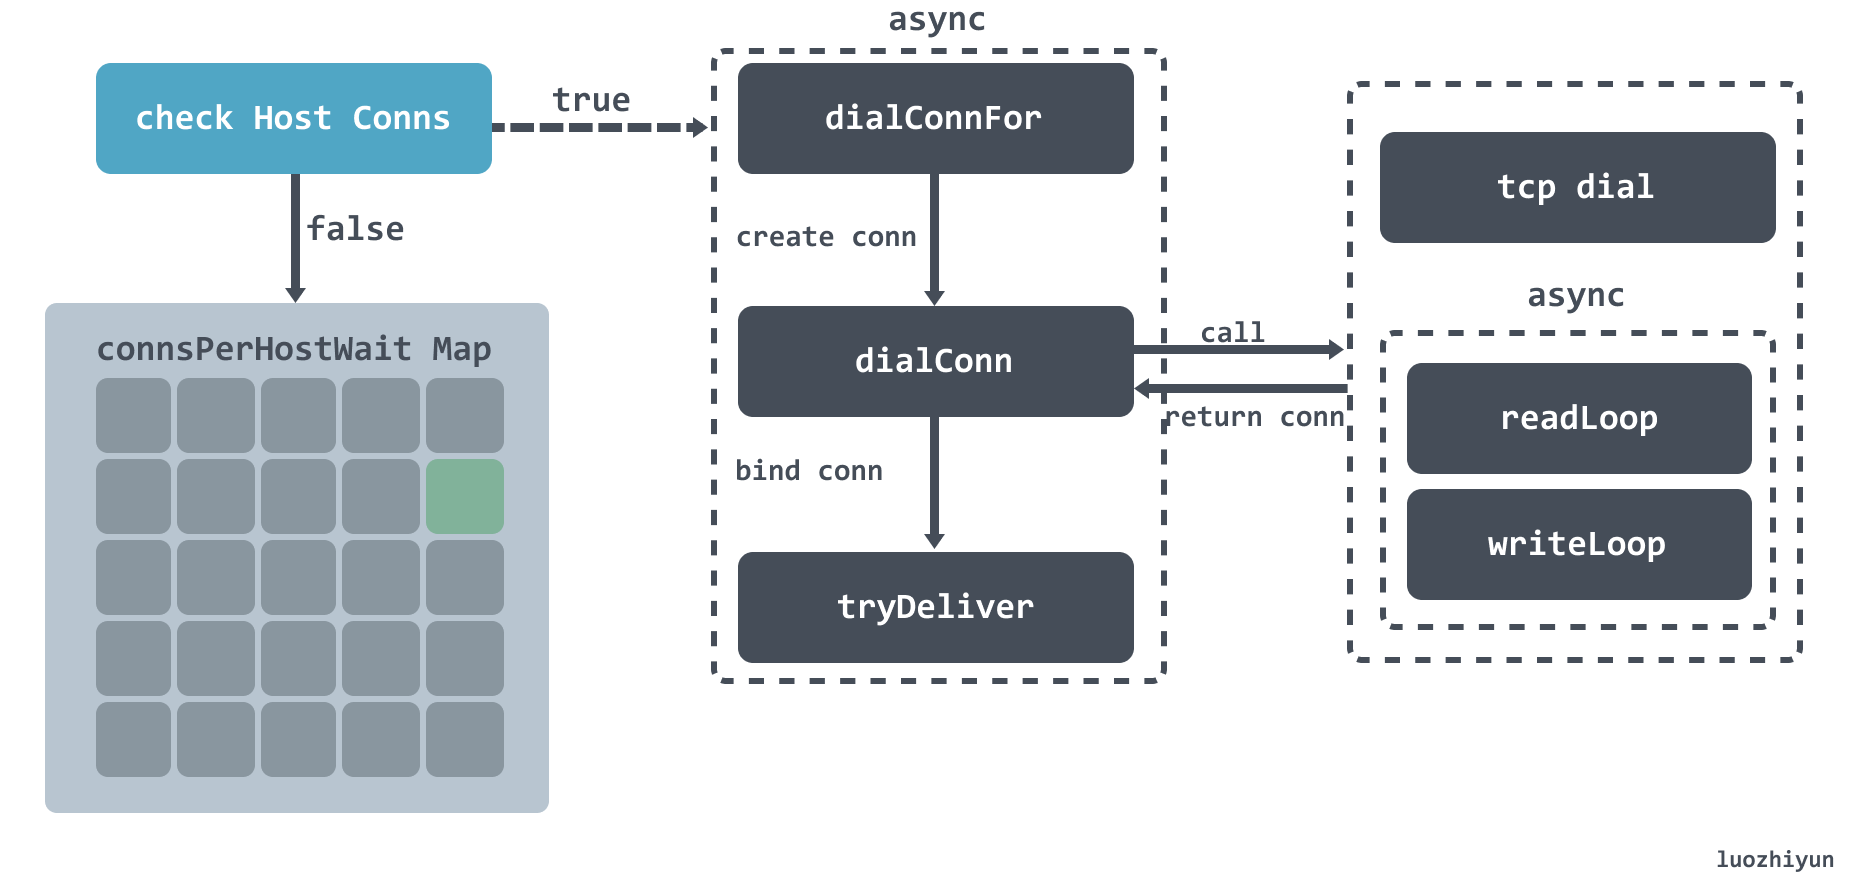 async
check Host Conns
true
dialConnFor
tcp dial
false
create conn
async
connsPerHostWait Map
call
dialConn
return conn
readLoop
bind conn
writeLoop
tryDeliver
luozhiyun